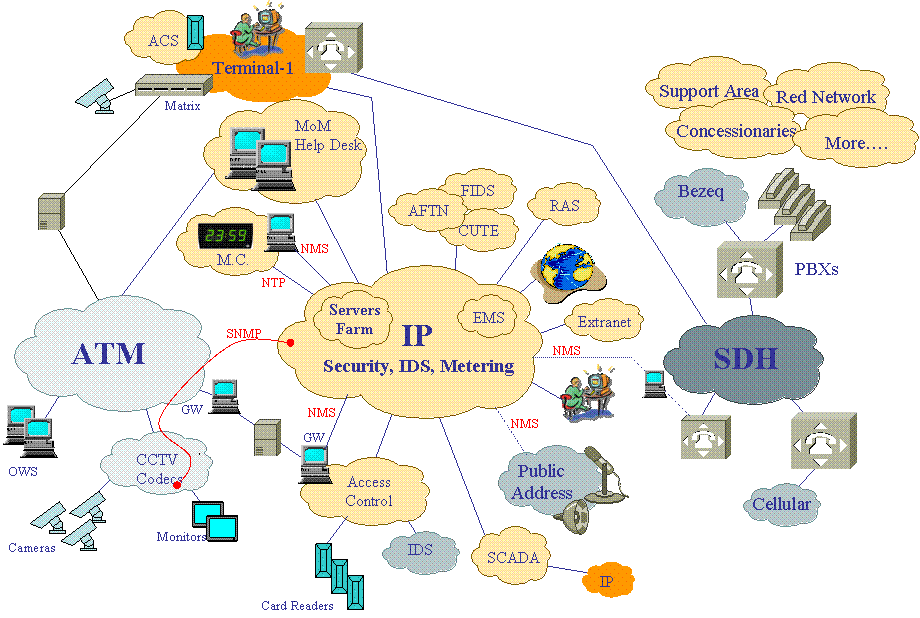 ACS
Terminal-1
Matrix
MoM
Help Desk
Support Area
Red Network
Concessionaries
More....
FIDS
AFTN
CUTE
RAS
Bezeq
PBXs
23:59
M.C.
NMS
NTP
Servers
Farm
EMS
Extranet
IP
Security, IDS, Metering
SNMP
ATM
SDH
NMS
GW
NMS
GW
NMS
OWS
CCTV
Codecs
Access
Control
Public
Address
Cellular
Cameras
Monitors
IDS
SCADA
IP
Card Readers